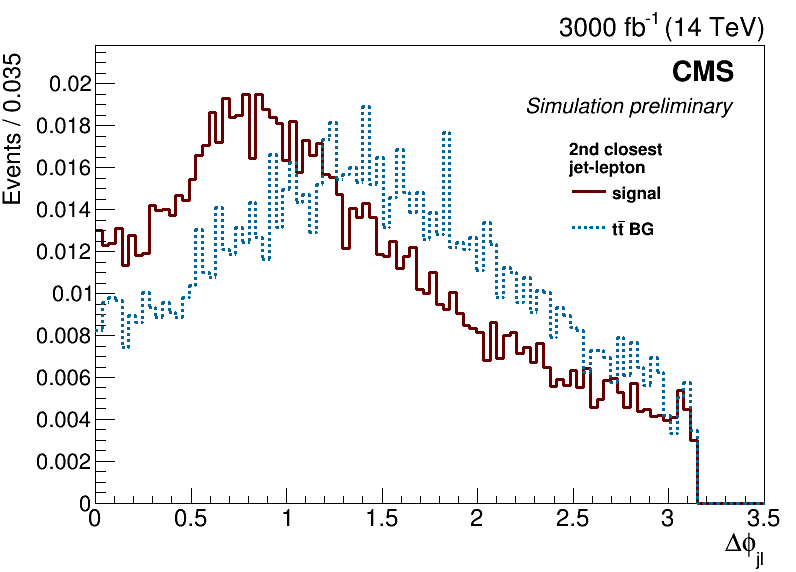 3000 fb⁻¹ (14 TeV)
Events / 0.035
CMS
Simulation preliminary
2nd closest
jet-lepton
signal
tt̄ BG
0.02
0.018
0.016
0.014
0.012
0.01
0.008
0.006
0.004
0.002
0
0 0.5 1 1.5 2 2.5 3 3.5
Δϕjl